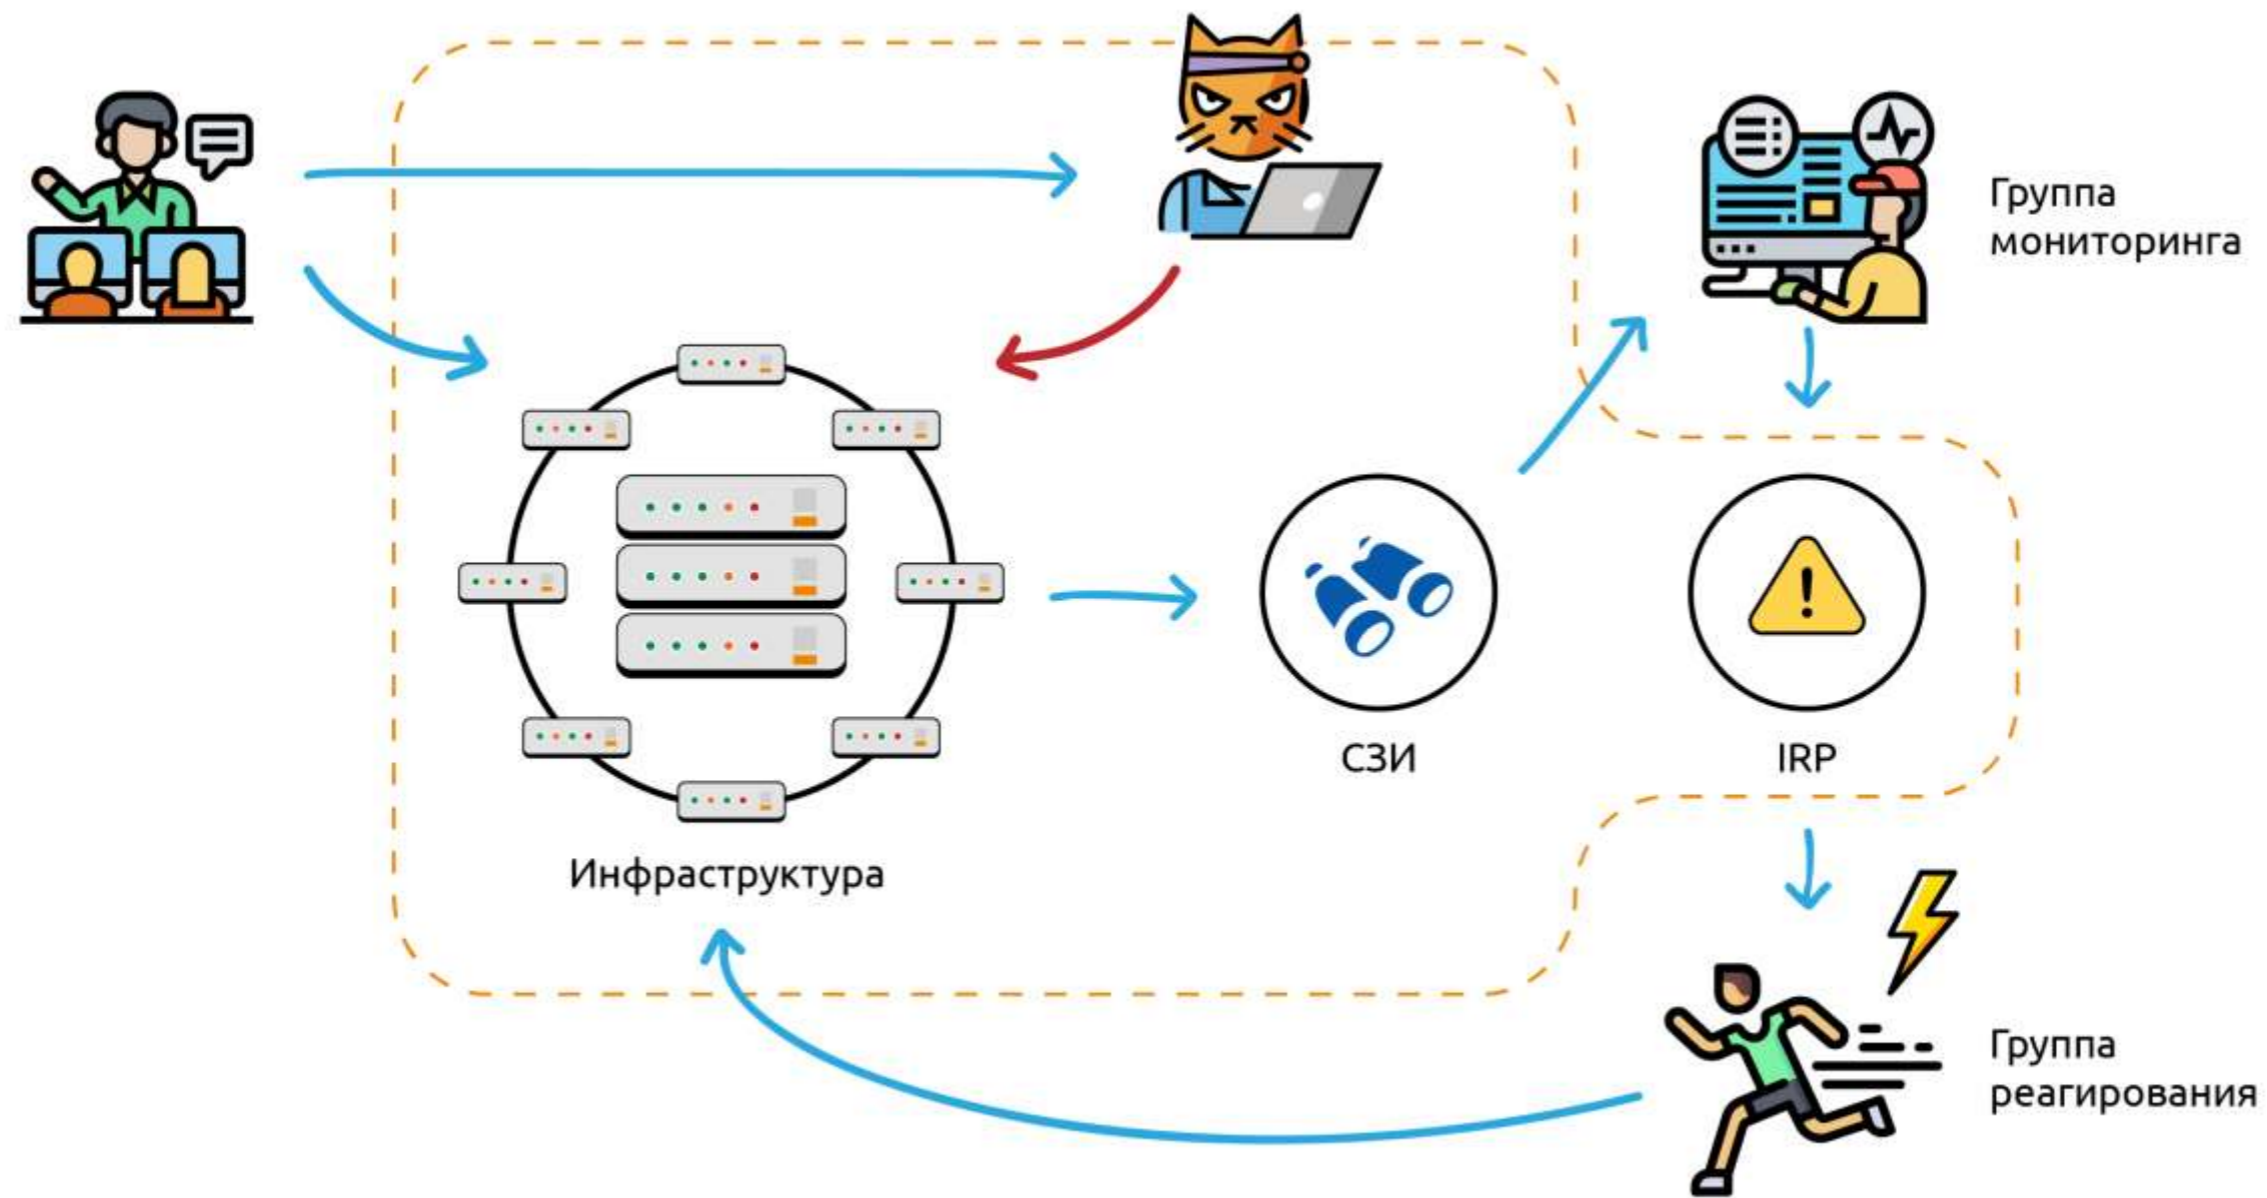 Группа
мониторинга
СЗИ
IRP
Инфраструктура
Группа
реагирования